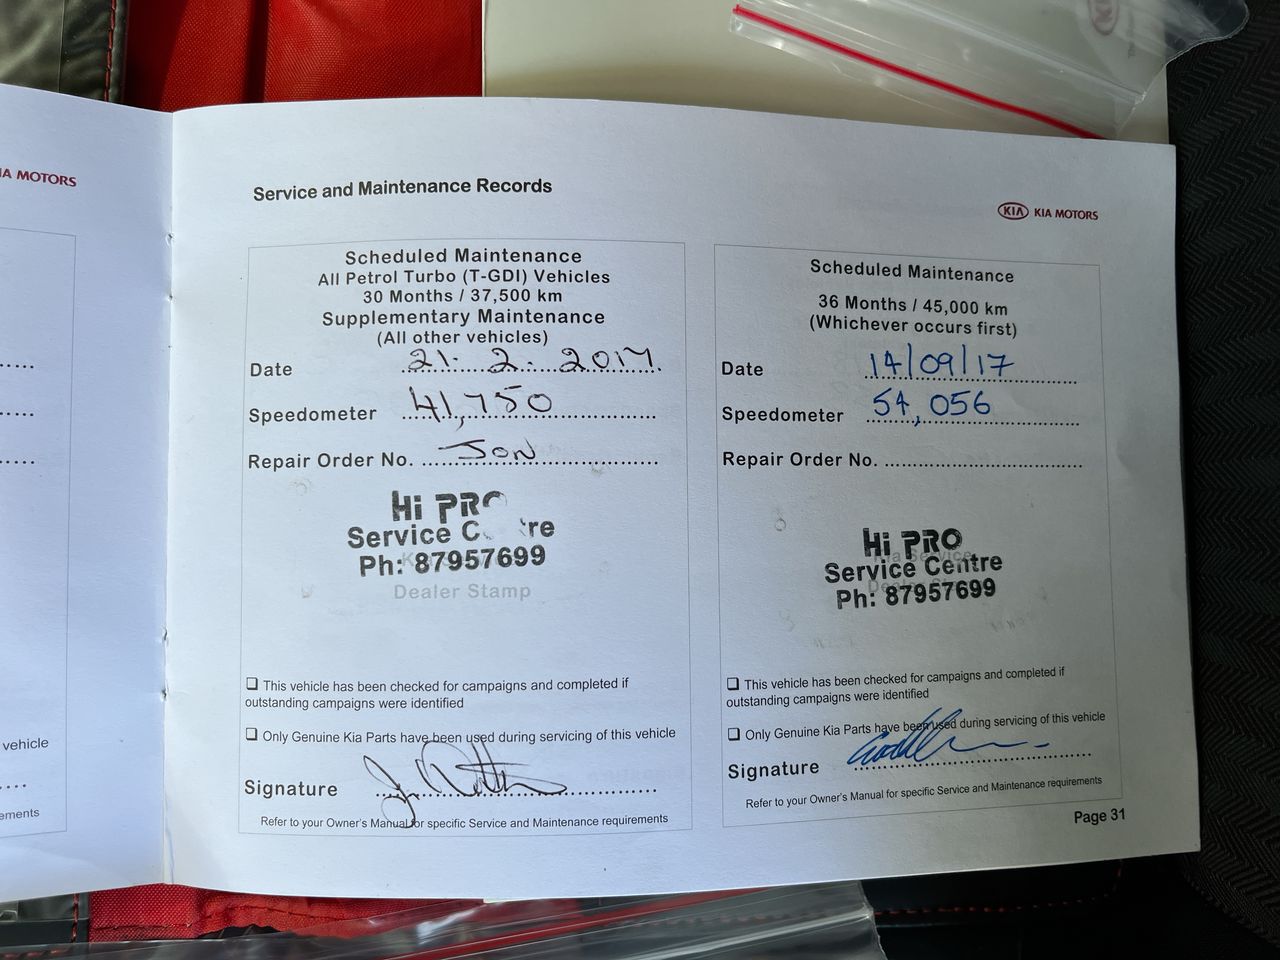 IA MOTORS
vehicle
ements
Service and Maintenance Records
KIA KIA MOTORS
Scheduled Maintenance
All Petrol Turbo (T-GDI) Vehicles
30 Months / 37,500 km
Supplementary Maintenance
(All other vehicles)
Date 21. 2. 2017.
Speedometer 41,750
Repair Order No. JON
Hi PRO
Service C tre
Ph: 87957699
Dealer Stamp
❑ This vehicle has been checked for campaigns and completed if
outstanding campaigns were identified
❑ Only Genuine Kia Parts have been used during servicing of this vehicle
Signature
Refer to your Owner's Manual for specific Service and Maintenance requirements
Scheduled Maintenance
36 Months / 45,000 km
(Whichever occurs first)
Date 14/09/17
Speedometer 54,056
Repair Order No.
Hi PRO
Kia Service
Service Centre
Dealer Stamp
Ph: 87957699
❑ This vehicle has been checked for campaigns and completed if
outstanding campaigns were identified
❑ Only Genuine Kia Parts have been used during servicing of this vehicle
Signature
Refer to your Owner's Manual for specific Service and Maintenance requirements
Page 31